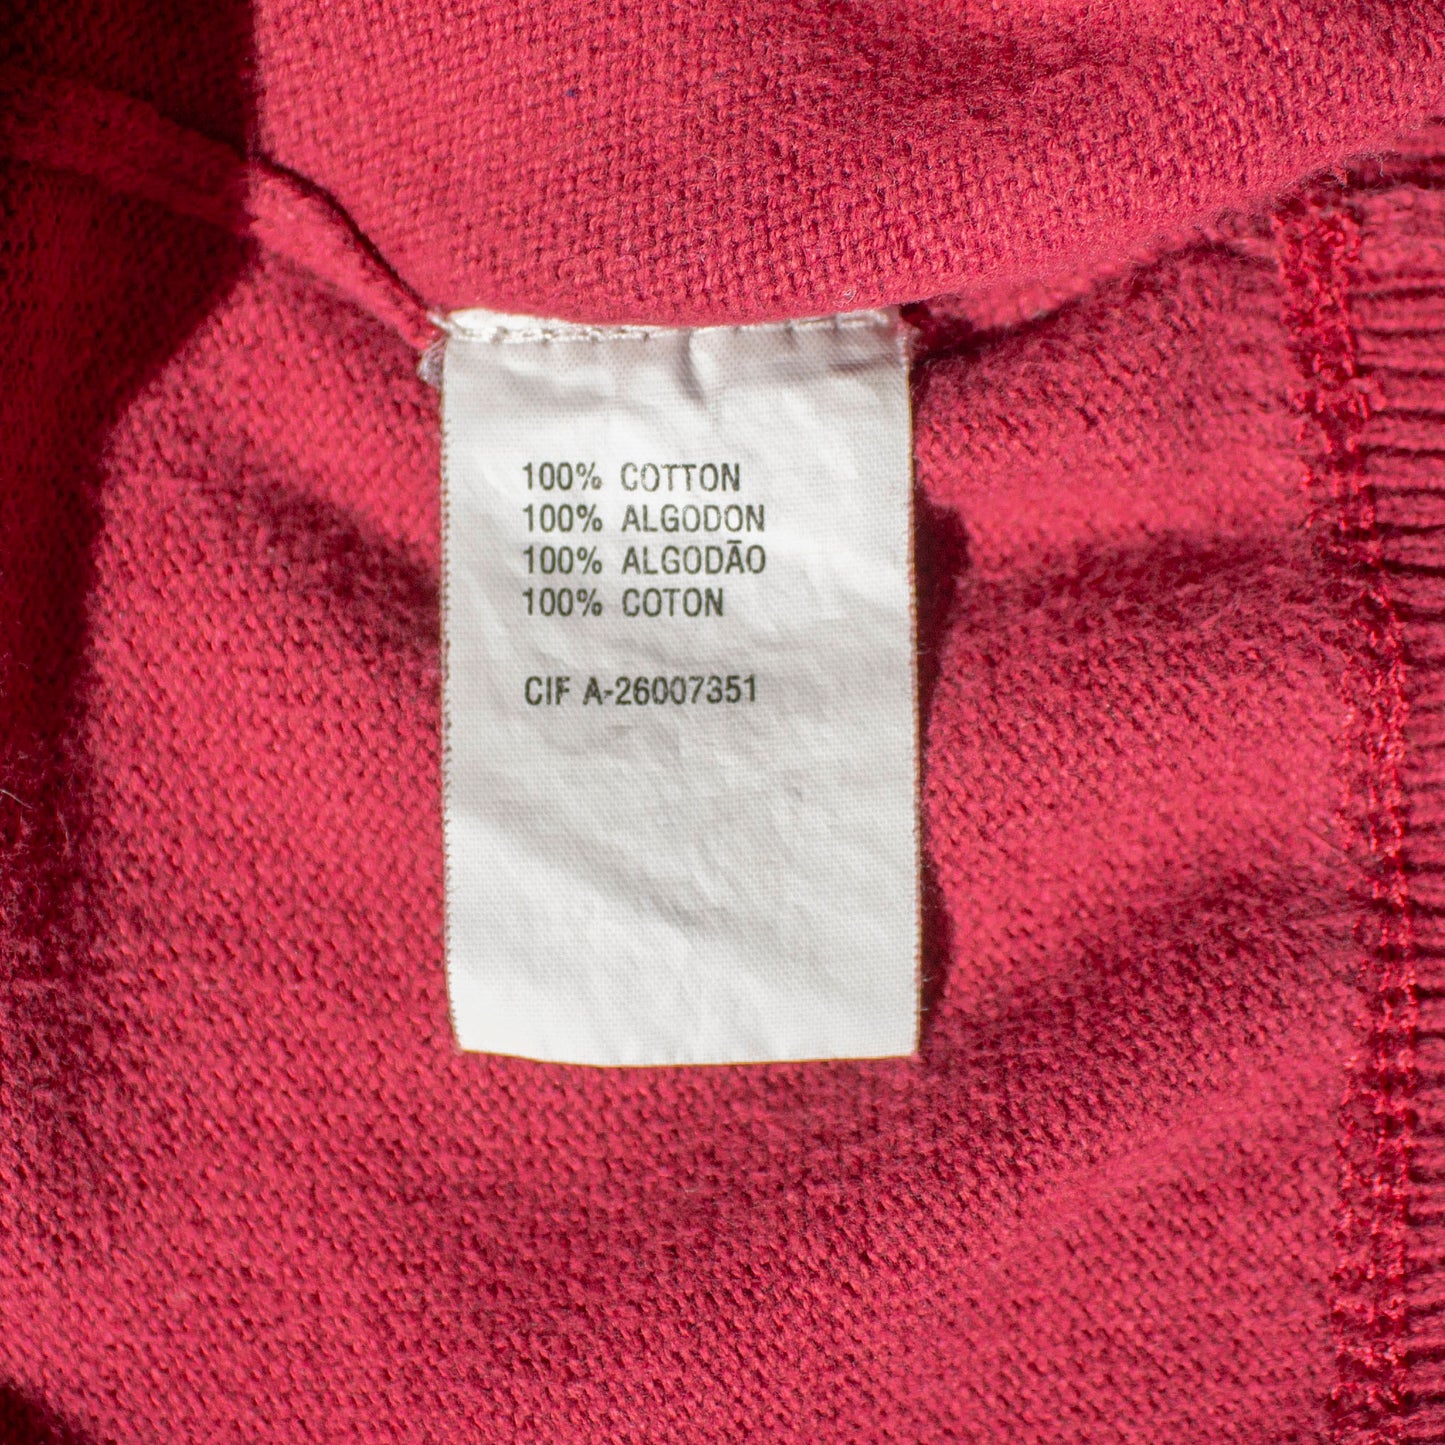 100% COTTON
100% ALGODON
100% ALGODÃO
100% COTON
CIF A-26007351